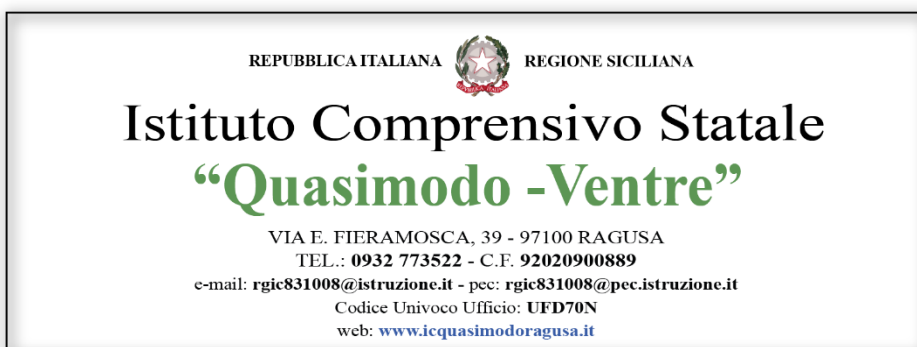 REPUBBLICA ITALIANA REGIONE SICILIANA
Istituto Comprensivo Statale
“Quasimodo -Ventre”
VIA E. FIERAMOSCA, 39 - 97100 RAGUSA
TEL.: 0932 773522 - C.F. 92020900889
e-mail: rgic831008@istruzione.it - pec: rgic831008@pec.istruzione.it
Codice Univoco Ufficio: UFD70N
web: www.icquasimodoragusa.it